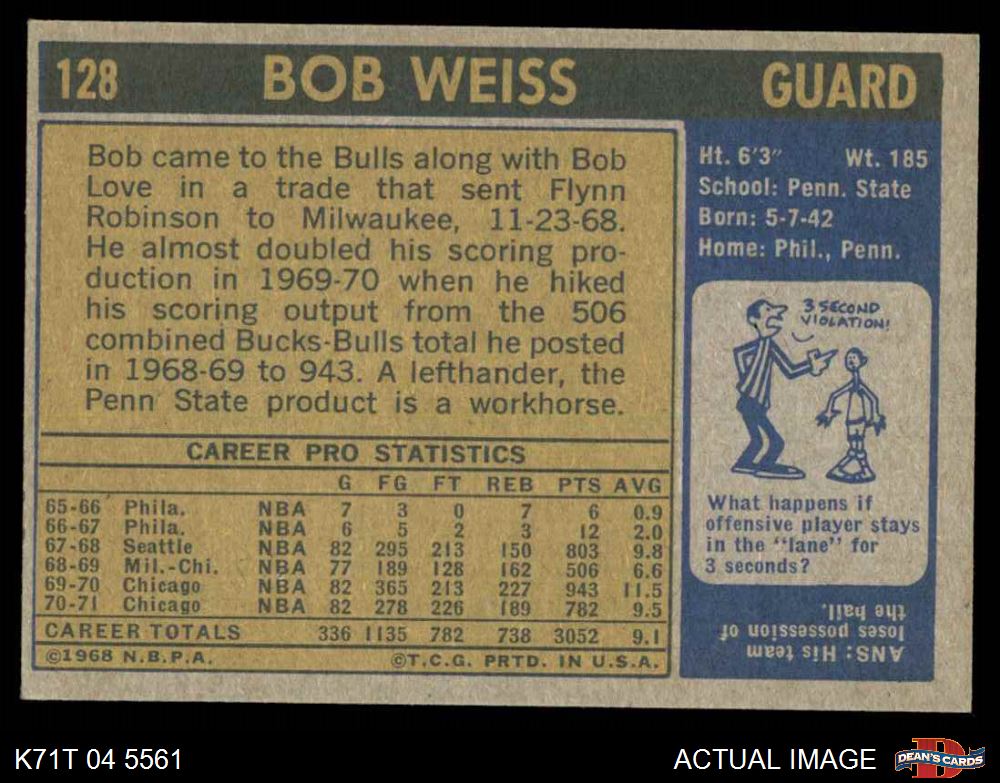 128 BOB WEISS GUARD
Bob came to the Bulls along with Bob
Love in a trade that sent Flynn
Robinson to Milwaukee, 11-23-68.
He almost doubled his scoring pro-
duction in 1969-70 when he hiked
his scoring output from the 506
combined Bucks-Bulls total he posted
in 1968-69 to 943. A lefthander, the
Penn State product is a workhorse.
CAREER PRO STATISTICS
G FG FT REB PTS AVG
65-66 Phila. NBA 7 3 0 7 6 0.9
66-67 Phila. NBA 6 5 2 3 12 2.0
67-68 Seattle NBA 82 295 213 150 803 9.8
68-69 Mil.-Chi. NBA 77 189 128 162 506 6.6
69-70 Chicago NBA 82 365 213 227 943 11.5
70-71 Chicago NBA 82 278 226 189 782 9.5
CAREER TOTALS 336 1135 782 738 3052 9.1
©1968 N.B.P.A. ©T.C.G. PRTD. IN U.S.A.
Ht. 6'3" Wt. 185
School: Penn. State
Born: 5-7-42
Home: Phil., Penn.
3 SECOND
VIOLATION!
What happens if
offensive player stays
in the "lane" for
3 seconds?
ANS: His team
loses possession of
the ball.
K71T 04 5561 ACTUAL IMAGE
D
DEAN'S CARDS